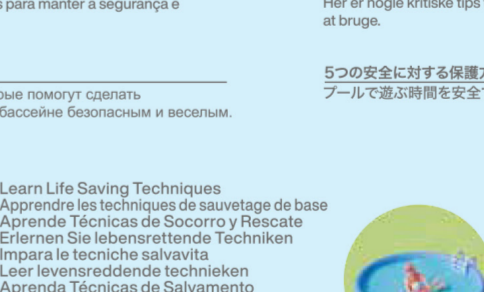 para manter a segurança e
рые помогут сделать
бассейне безопасным и веселым.
Her er nogle kritiske tips
at bruge.
5つの安全に対する保護
プールで遊ぶ時間を安全
Learn Life Saving Techniques
Apprendre les techniques de sauvetage de base
Aprende Técnicas de Socorro y Rescate
Erlernen Sie lebensrettende Techniken
Impara le tecniche salvavita
Leer levensreddende technieken
Aprenda Técnicas de Salvamento